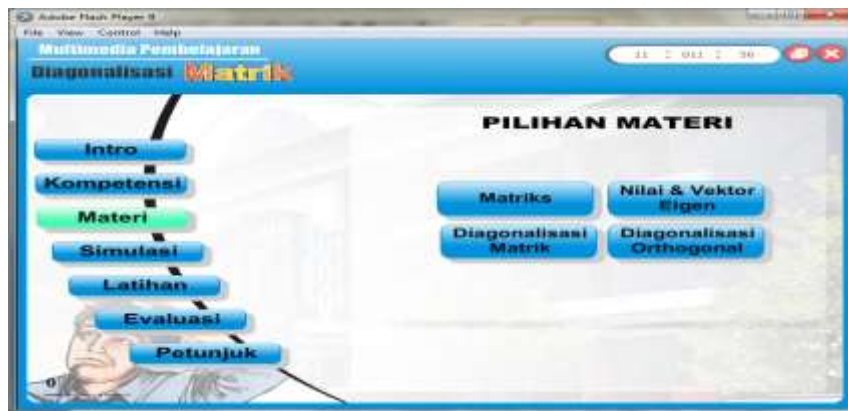 Adobe Flash Player 9
File View Control Help
Multimedia Pembelajaran
Diagonalisasi Matrik
PILIHAN MATERI
Intro
Kompetensi
Materi
Simulasi
Latihan
Evaluasi
Petunjuk
Matriks
Nilai & Vektor
Eigen
Diagonalisasi
Matrik
Diagonalisasi
Orthogonal